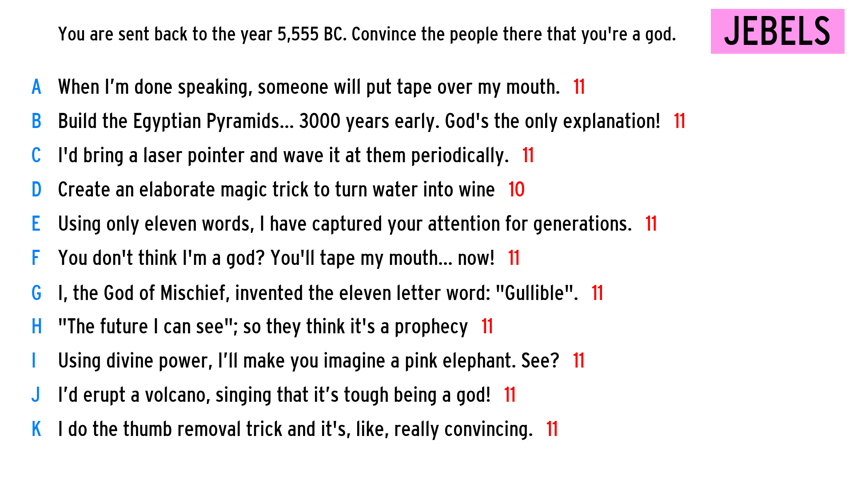 You are sent back to the year 5,555 BC. Convince the people there that you're a god.
JEBELS
A When I’m done speaking, someone will put tape over my mouth. 11
B Build the Egyptian Pyramids... 3000 years early. God's the only explanation! 11
C I'd bring a laser pointer and wave it at them periodically. 11
D Create an elaborate magic trick to turn water into wine 10
E Using only eleven words, I have captured your attention for generations. 11
F You don't think I'm a god? You'll tape my mouth... now! 11
G I, the God of Mischief, invented the eleven letter word: "Gullible". 11
H "The future I can see"; so they think it's a prophecy 11
I Using divine power, I’ll make you imagine a pink elephant. See? 11
J I’d erupt a volcano, singing that it’s tough being a god! 11
K I do the thumb removal trick and it's, like, really convincing. 11